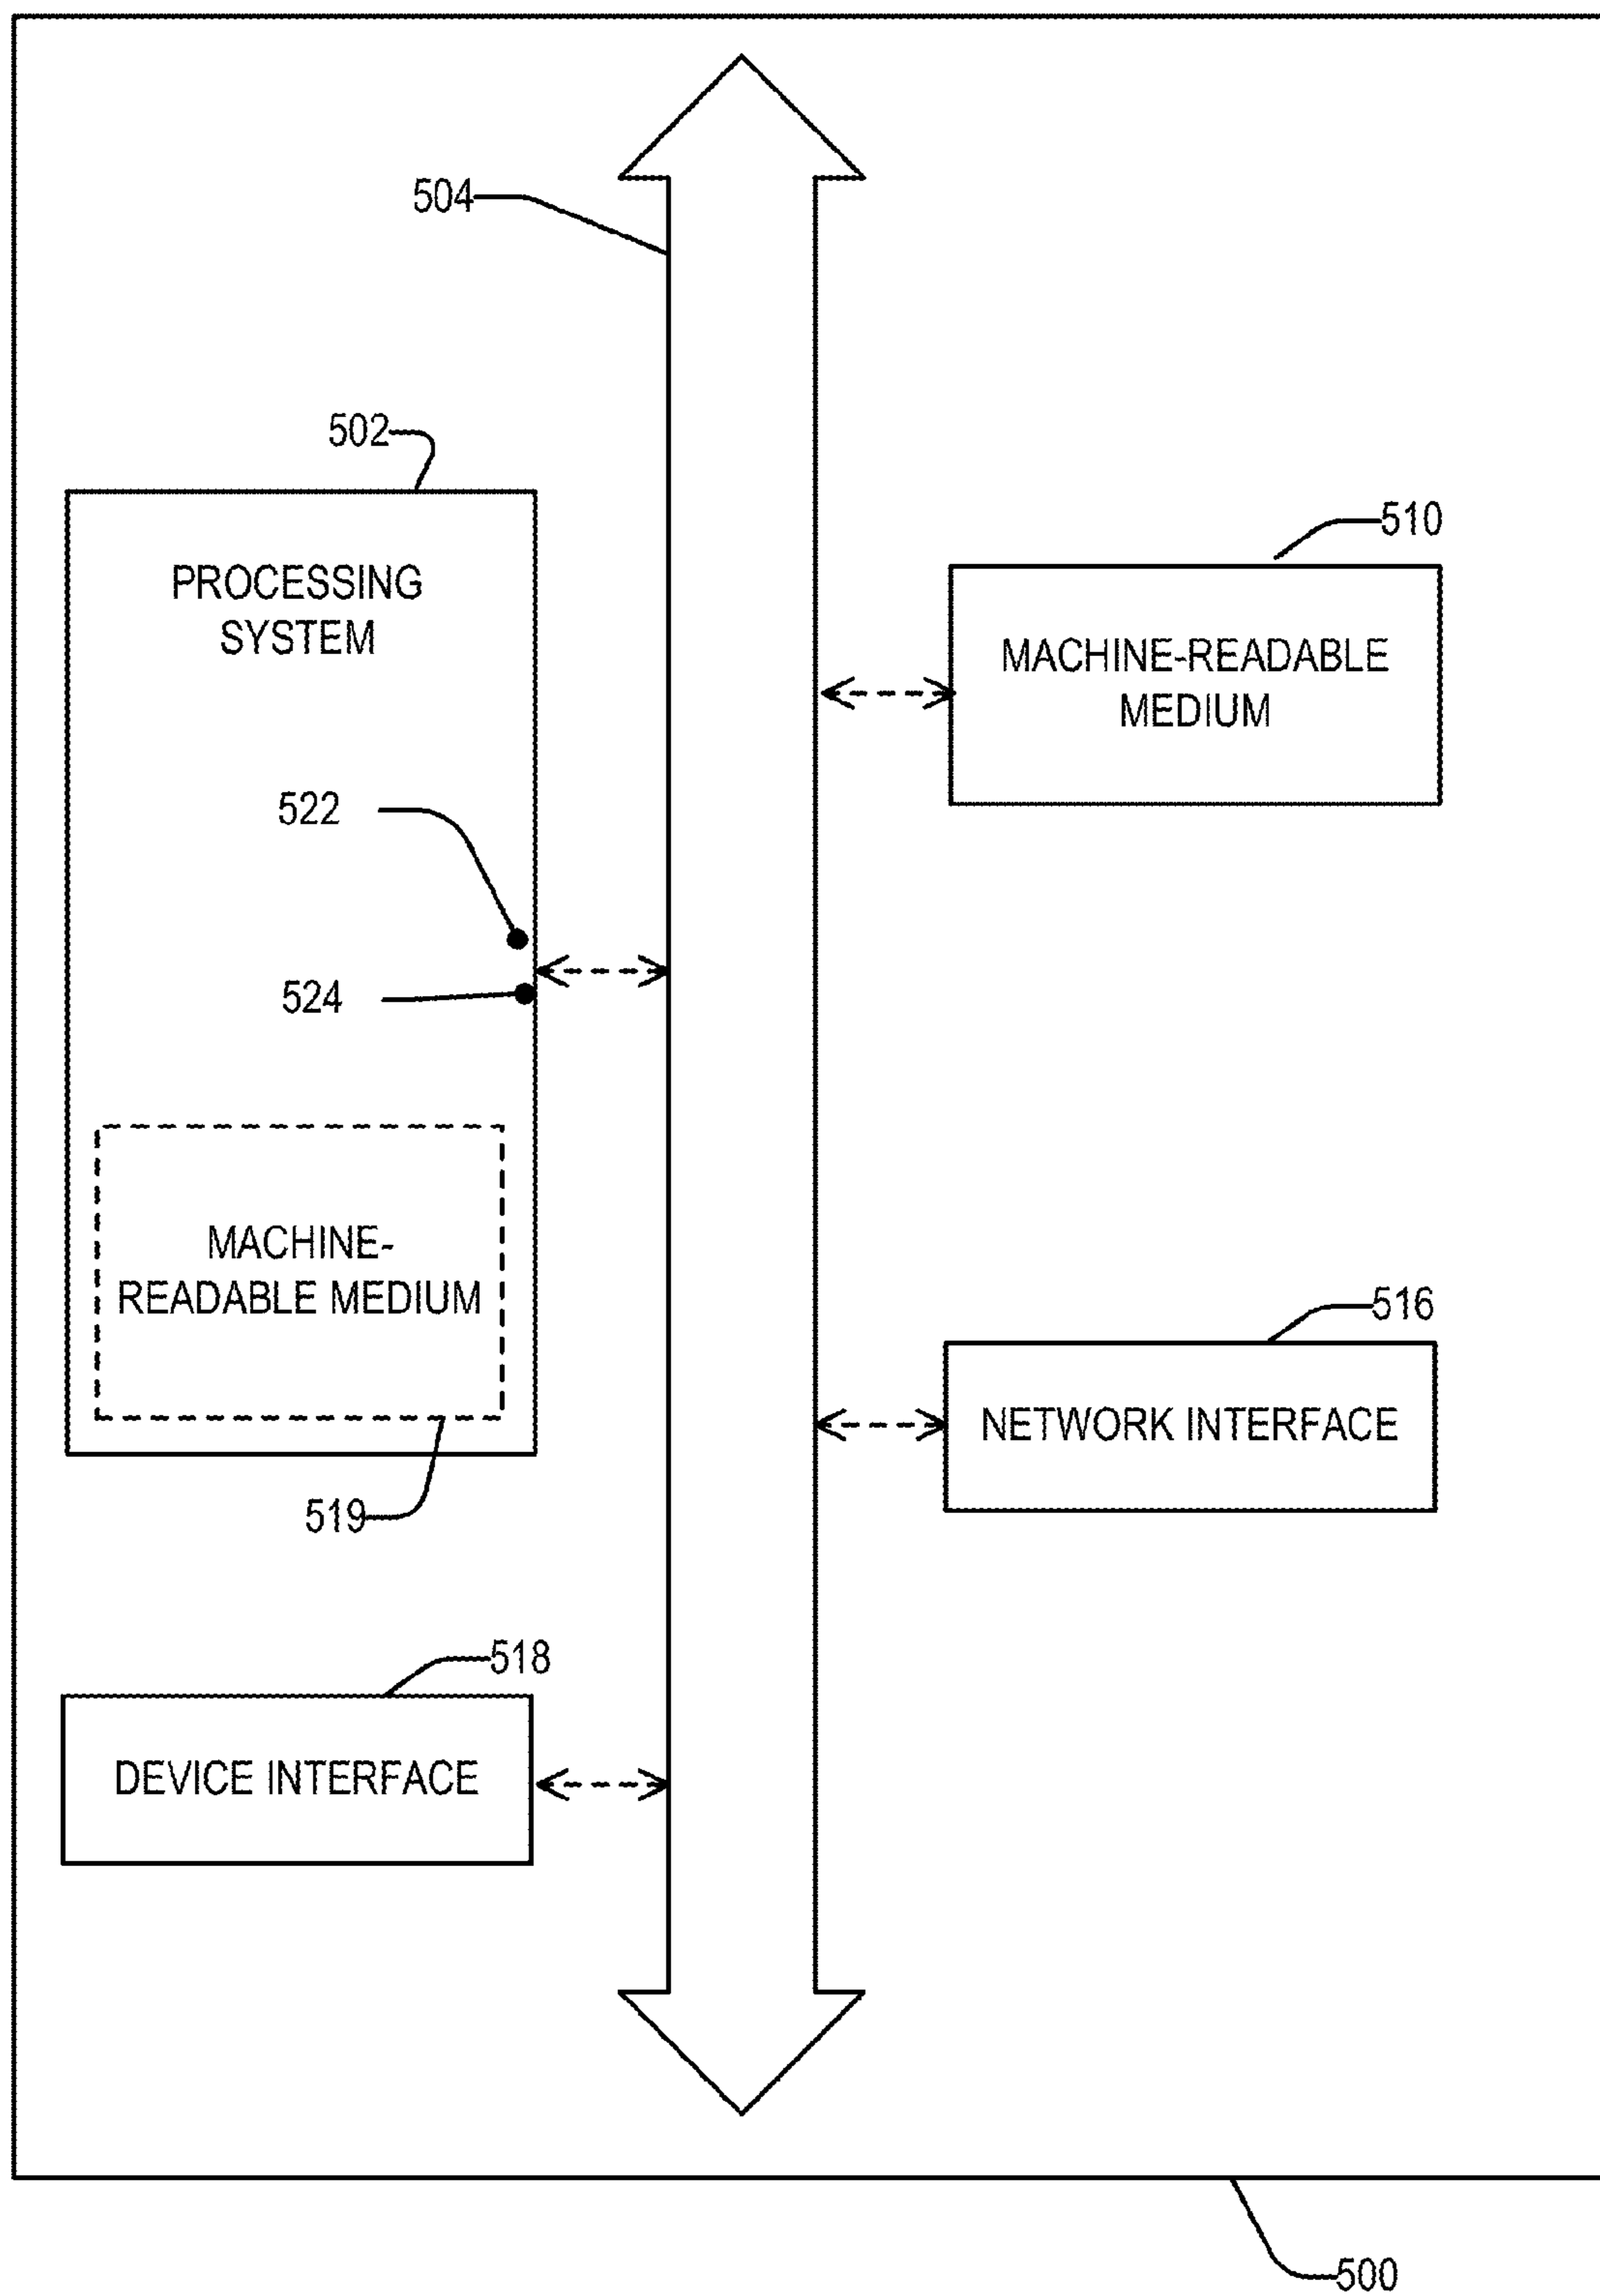 504
502
510
PROCESSING
SYSTEM
MACHINE-READABLE
MEDIUM
522
524
MACHINE-
READABLE MEDIUM
516
NETWORK INTERFACE
519
518
DEVICE INTERFACE
500